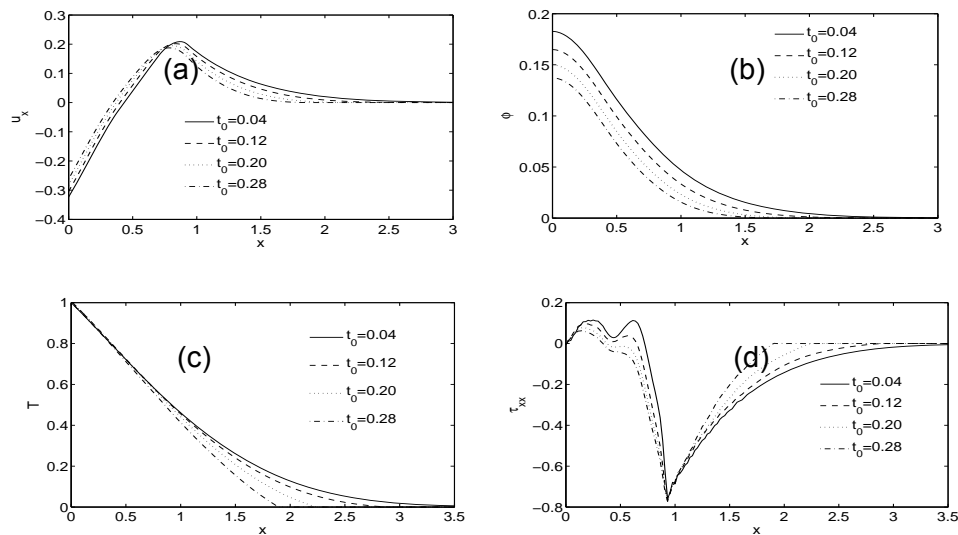 0.3
0.2
0.1
0
−0.1
−0.2
−0.3
−0.4
0 0.5 1 1.5 2 2.5 3
u_x
x
(a)
t_0=0.04
t_0=0.12
t_0=0.20
t_0=0.28
0.2
0.15
0.1
0.05
0
0 0.5 1 1.5 2 2.5 3
ϕ
x
(b)
t_0=0.04
t_0=0.12
t_0=0.20
t_0=0.28
1
0.8
0.6
0.4
0.2
0
0 0.5 1 1.5 2 2.5 3 3.5
T
x
(c)
t_0=0.04
t_0=0.12
t_0=0.20
t_0=0.28
0.2
0
−0.2
−0.4
−0.6
−0.8
0 0.5 1 1.5 2 2.5 3 3.5
τ_xx
x
(d)
t_0=0.04
t_0=0.12
t_0=0.20
t_0=0.28